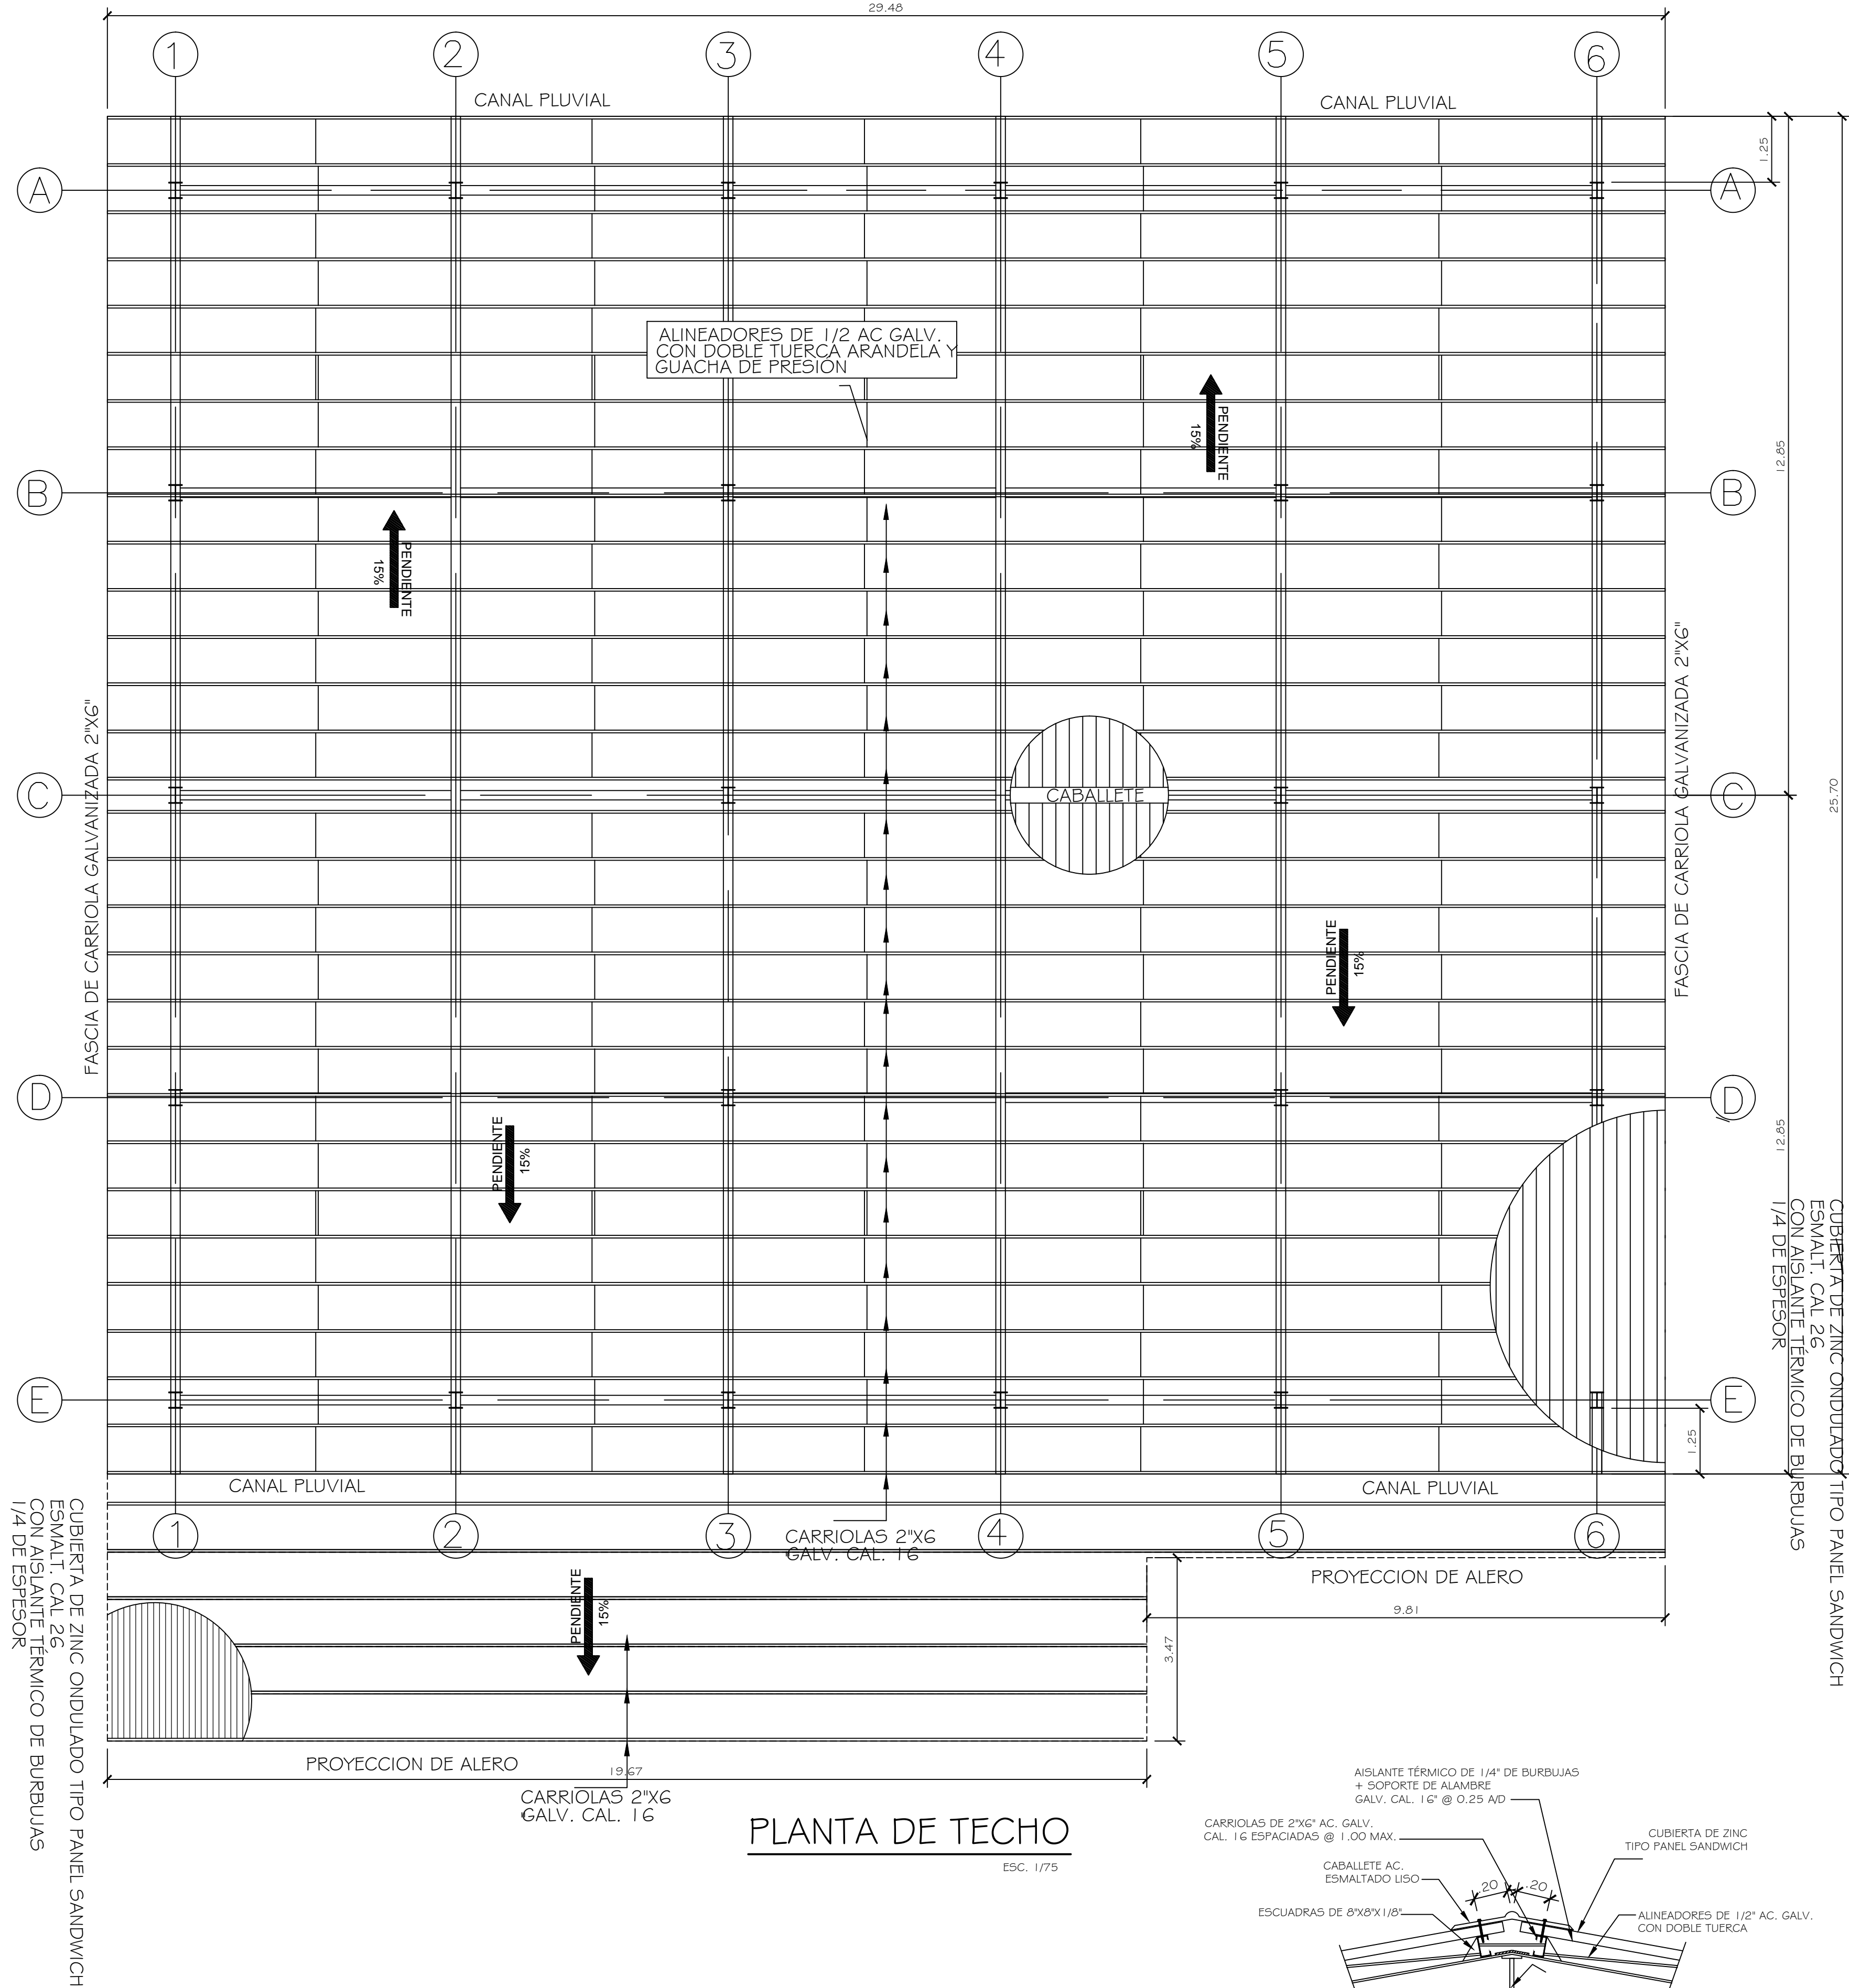 29.48
1
2
3
4
5
6
CANAL PLUVIAL
CANAL PLUVIAL
1.25
A
A
ALINEADORES DE 1/2 AC GALV.
CON DOBLE TUERCA ARANDELA Y
GUACHA DE PRESIÓN
PENDIENTE
15%
12.85
B
B
PENDIENTE
15%
FASCIA DE CARRIOLA GALVANIZADA 2"X6"
FASCIA DE CARRIOLA GALVANIZADA 2"X6"
C
CABALLETE
C
25.70
PENDIENTE
15%
D
D
PENDIENTE
15%
12.85
CUBIERTA DE ZINC ONDULADO TIPO PANEL SANDWICH
ESMALT. CAL 26
CON AISLANTE TÉRMICO DE BURBUJAS
1/4 DE ESPESOR
E
E
1.25
CANAL PLUVIAL
CANAL PLUVIAL
1
2
3
4
5
6
CARRIOLAS 2"X6
"GALV. CAL. 16
CUBIERTA DE ZINC ONDULADO TIPO PANEL SANDWICH
ESMALT. CAL 26
CON AISLANTE TÉRMICO DE BURBUJAS
1/4 DE ESPESOR
PENDIENTE
15%
PROYECCION DE ALERO
9.81
3.47
PROYECCION DE ALERO
19.67
CARRIOLAS 2"X6
"GALV. CAL. 16
PLANTA DE TECHO
ESC. 1/75
AISLANTE TÉRMICO DE 1/4" DE BURBUJAS
+ SOPORTE DE ALAMBRE
GALV. CAL. 16" @ 0.25 A/D
CARRIOLAS DE 2"X6" AC. GALV.
CAL. 16 ESPACIADAS @ 1.00 MAX.
CUBIERTA DE ZINC
TIPO PANEL SANDWICH
CABALLETE AC.
ESMALTADO LISO
.20
.20
ESCUADRAS DE 8"X8"X1/8"
ALINEADORES DE 1/2" AC. GALV.
CON DOBLE TUERCA